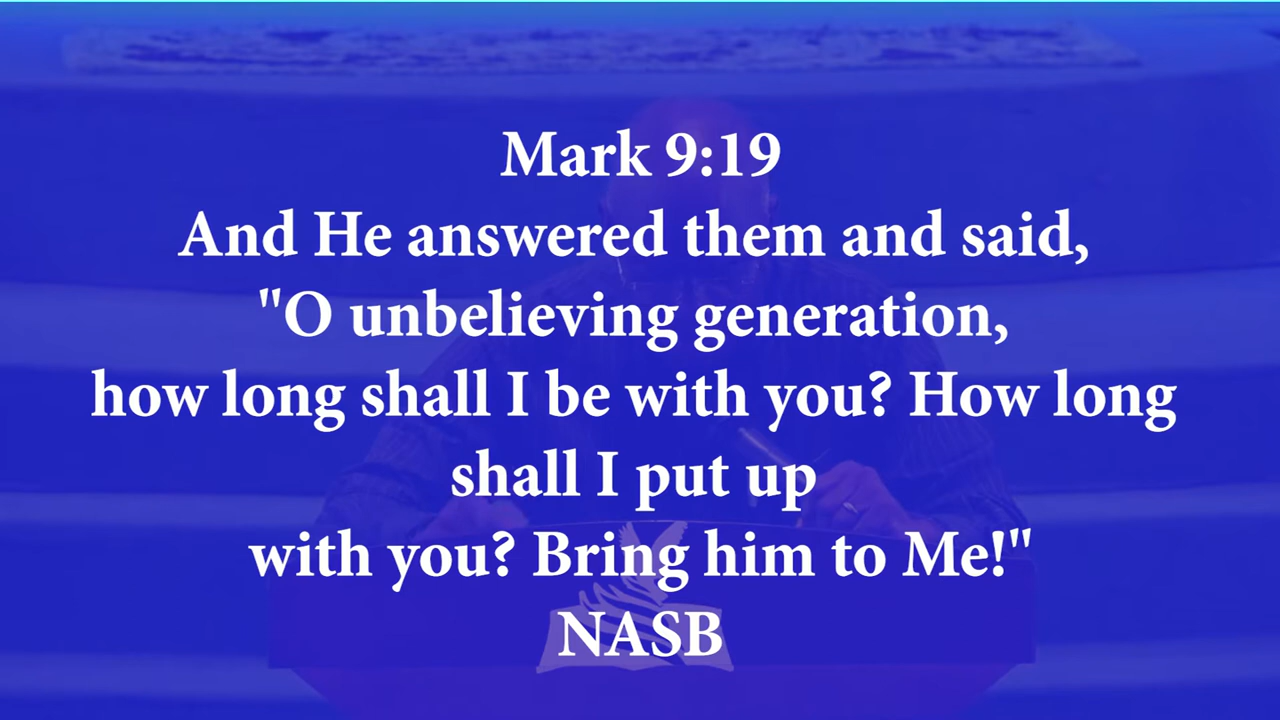 Mark 9:19
And He answered them and said,
"O unbelieving generation,
how long shall I be with you? How long
shall I put up
with you? Bring him to Me!"
NASB